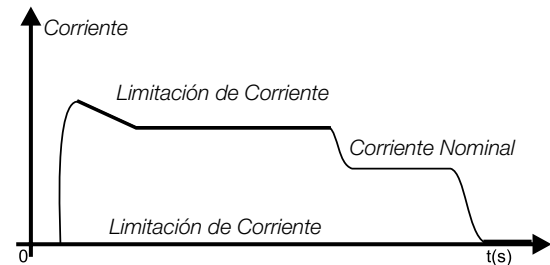 Corriente
Limitación de Corriente
Corriente Nominal
Limitación de Corriente
0
t(s)